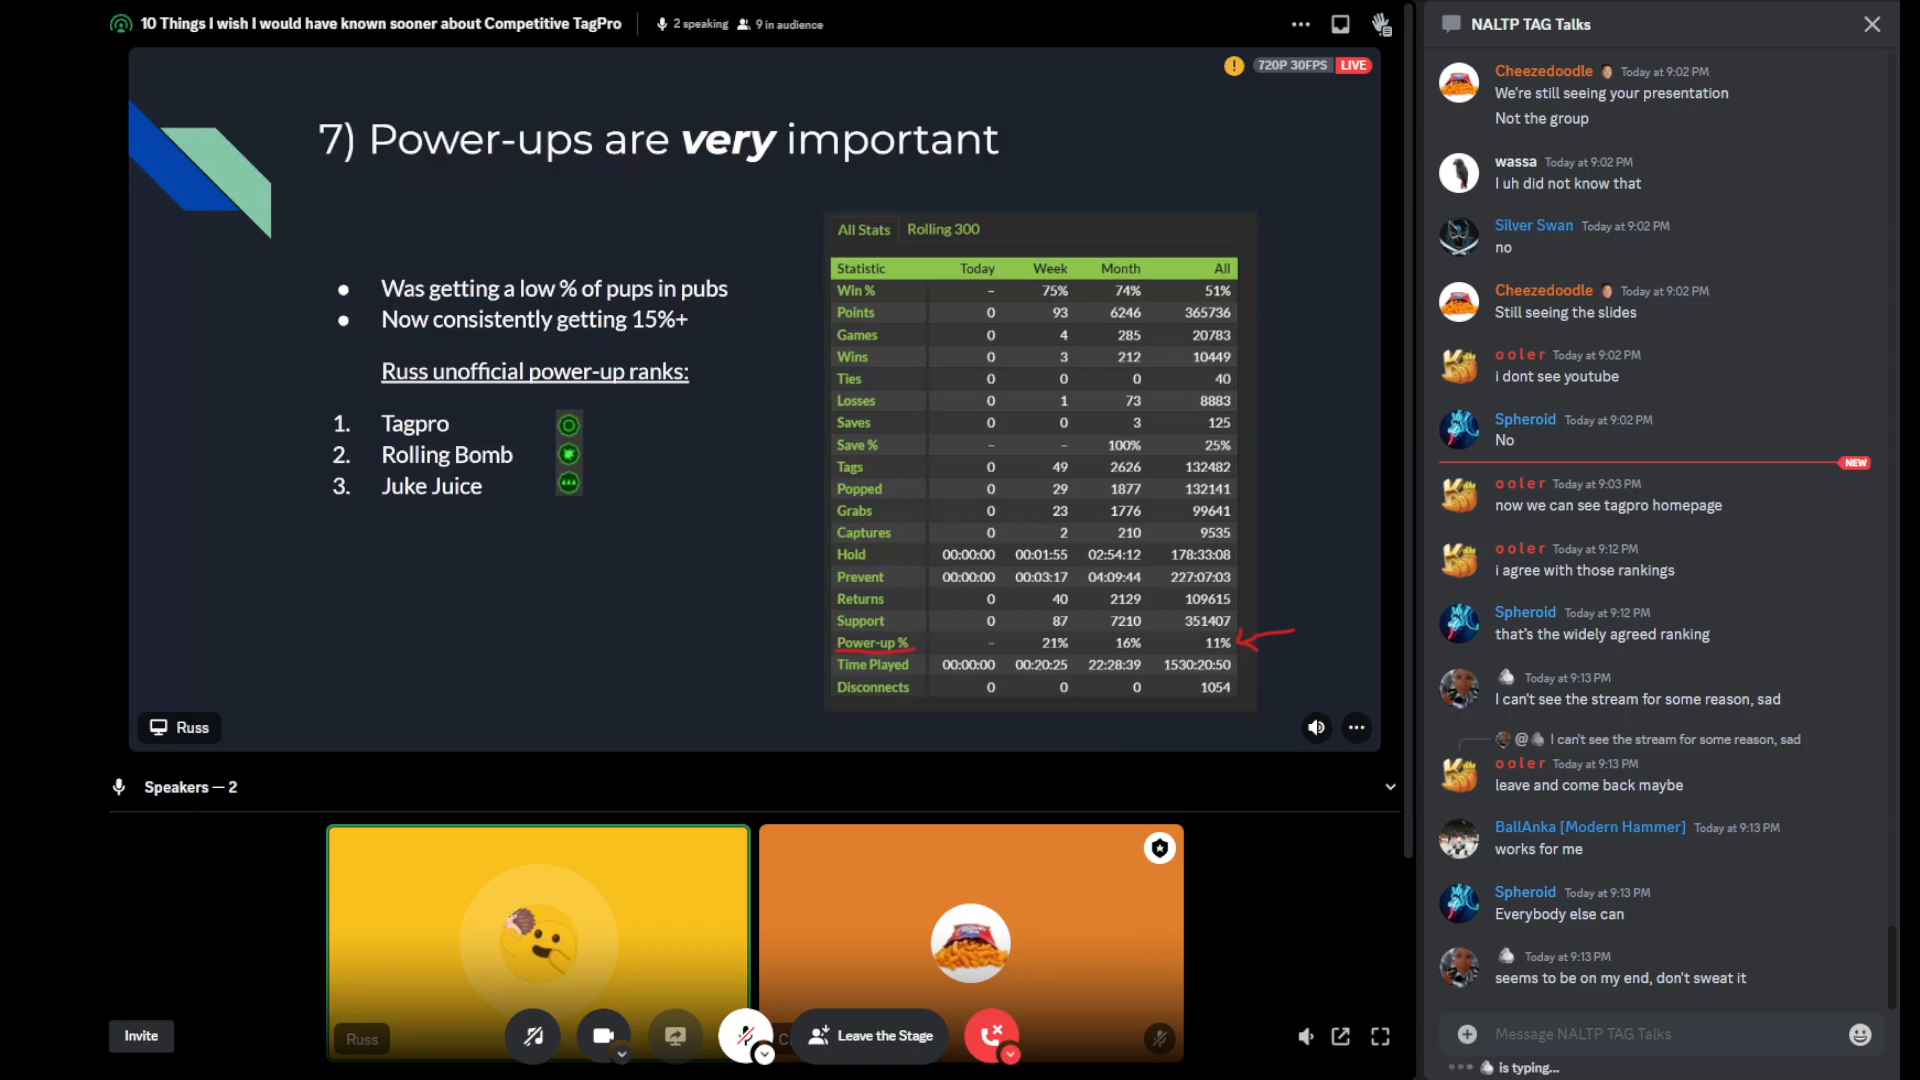 10 Things I wish I would have known sooner about Competitive TagPro
2 speaking
9 in audience
720P 30FPS
LIVE
7) Power-ups are very important
Was getting a low % of pups in pubs
Now consistently getting 15%+
Russ unofficial power-up ranks:
1. Tagpro
2. Rolling Bomb
3. Juke Juice
All Stats
Rolling 300
Statistic Today Week Month All
Win % – 75% 74% 51%
Points 0 93 6246 365736
Games 0 4 285 20783
Wins 0 3 212 10449
Ties 0 0 0 40
Losses 0 1 73 8883
Saves 0 0 3 125
Save % – – 100% 25%
Tags 0 49 2626 132482
Popped 0 29 1877 132141
Grabs 0 23 1776 99641
Captures 0 2 210 9535
Hold 00:00:00 00:01:55 02:54:12 178:33:08
Prevent 00:00:00 00:03:17 04:09:44 227:07:03
Returns 0 40 2129 109615
Support 0 87 7210 351407
Power-up % – 21% 16% 11%
Time Played 00:00:00 00:20:25 22:28:39 1530:20:50
Disconnects 0 0 0 1054
Russ
Speakers — 2
Russ
Invite
Leave the Stage
NALTP TAG Talks
Cheezedoodle Today at 9:02 PM
We're still seeing your presentation
Not the group
wassa Today at 9:02 PM
I uh did not know that
Silver Swan Today at 9:02 PM
no
Cheezedoodle Today at 9:02 PM
Still seeing the slides
o o l e r Today at 9:02 PM
i dont see youtube
Spheroid Today at 9:02 PM
No
NEW
o o l e r Today at 9:03 PM
now we can see tagpro homepage
o o l e r Today at 9:12 PM
i agree with those rankings
Spheroid Today at 9:12 PM
that's the widely agreed ranking
Today at 9:13 PM
I can't see the stream for some reason, sad
@ I can't see the stream for some reason, sad
o o l e r Today at 9:13 PM
leave and come back maybe
BallAnka [Modern Hammer] Today at 9:13 PM
works for me
Spheroid Today at 9:13 PM
Everybody else can
Today at 9:13 PM
seems to be on my end, don't sweat it
Message NALTP TAG Talks
is typing...